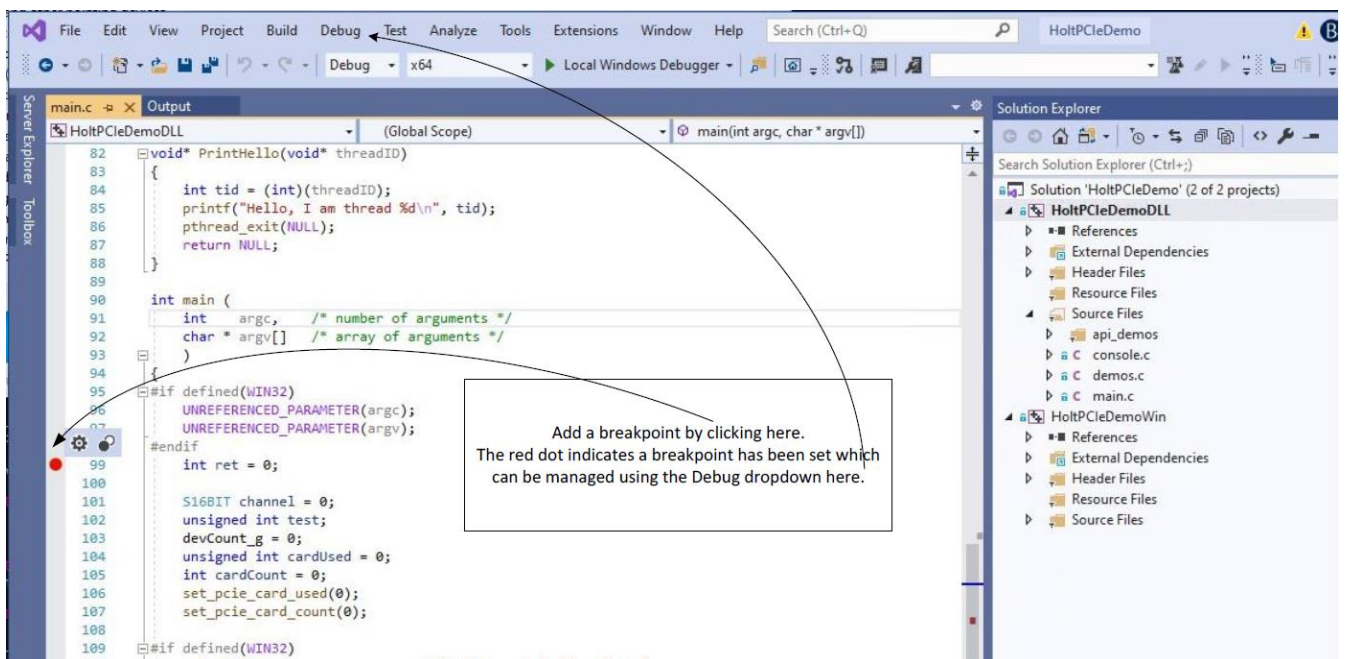 File Edit View Project Build Debug Test Analyze Tools Extensions Window Help Search (Ctrl+Q) HoltPCIeDemo
Debug x64 Local Windows Debugger
Server Explorer
Toolbox
main.c Output
HoltPCIeDemoDLL (Global Scope) main(int argc, char * argv[])
82 void* PrintHello(void* threadID)
83 {
84 int tid = (int)(threadID);
85 printf("Hello, I am thread %d\n", tid);
86 pthread_exit(NULL);
87 return NULL;
88 }
89
90 int main (
91 int argc, /* number of arguments */
92 char * argv[] /* array of arguments */
93 )
94 {
95 #if defined(WIN32)
96 UNREFERENCED_PARAMETER(argc);
97 UNREFERENCED_PARAMETER(argv);
#endif
99 int ret = 0;
100
101 S16BIT channel = 0;
102 unsigned int test;
103 devCount_g = 0;
104 unsigned int cardUsed = 0;
105 int cardCount = 0;
106 set_pcie_card_used(0);
107 set_pcie_card_count(0);
108
109 #if defined(WIN32)
Add a breakpoint by clicking here.
The red dot indicates a breakpoint has been set which
can be managed using the Debug dropdown here.
Solution Explorer
Search Solution Explorer (Ctrl+;)
Solution 'HoltPCIeDemo' (2 of 2 projects)
HoltPCIeDemoDLL
References
External Dependencies
Header Files
Resource Files
Source Files
api_demos
C console.c
C demos.c
C main.c
HoltPCIeDemoWin
References
External Dependencies
Header Files
Resource Files
Source Files